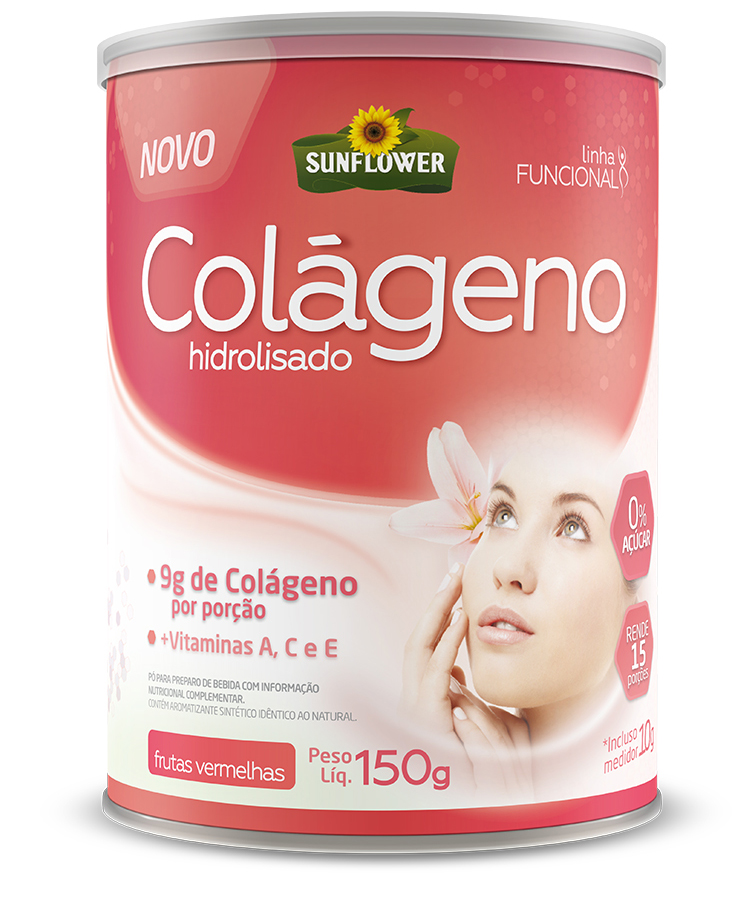 NOVO
SUNFLOWER
linha
FUNCIONAL
Colágeno
hidrolisado
0%
AÇÚCAR
• 9g de Colágeno
por porção
• +Vitaminas A, C e E
RENDE
15
porções
PÓ PARA PREPARO DE BEBIDA COM INFORMAÇÃO
NUTRICIONAL COMPLEMENTAR.
CONTÉM AROMATIZANTE SINTÉTICO IDÊNTICO AO NATURAL.
frutas vermelhas
Peso
Líq. 150g
*Incluso
medidor 10g